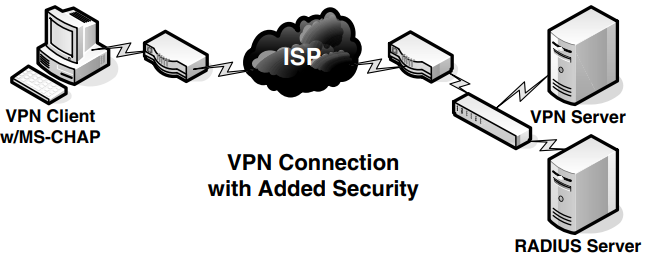 ISP
VPN Client
w/MS-CHAP
VPN Server
VPN Connection
with Added Security
RADIUS Server